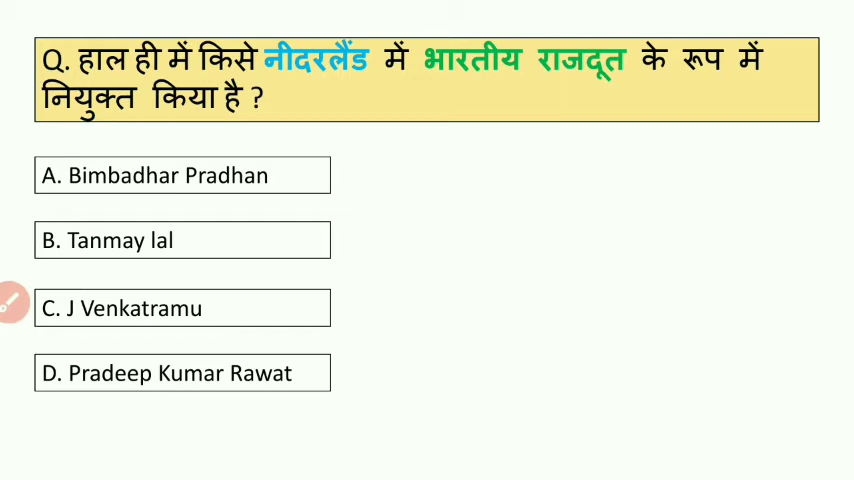 Q. हाल ही में किसे नीदरलैंड में भारतीय राजदूत के रूप में
नियुक्त किया है ?
A. Bimbadhar Pradhan
B. Tanmay lal
C. J Venkatramu
D. Pradeep Kumar Rawat